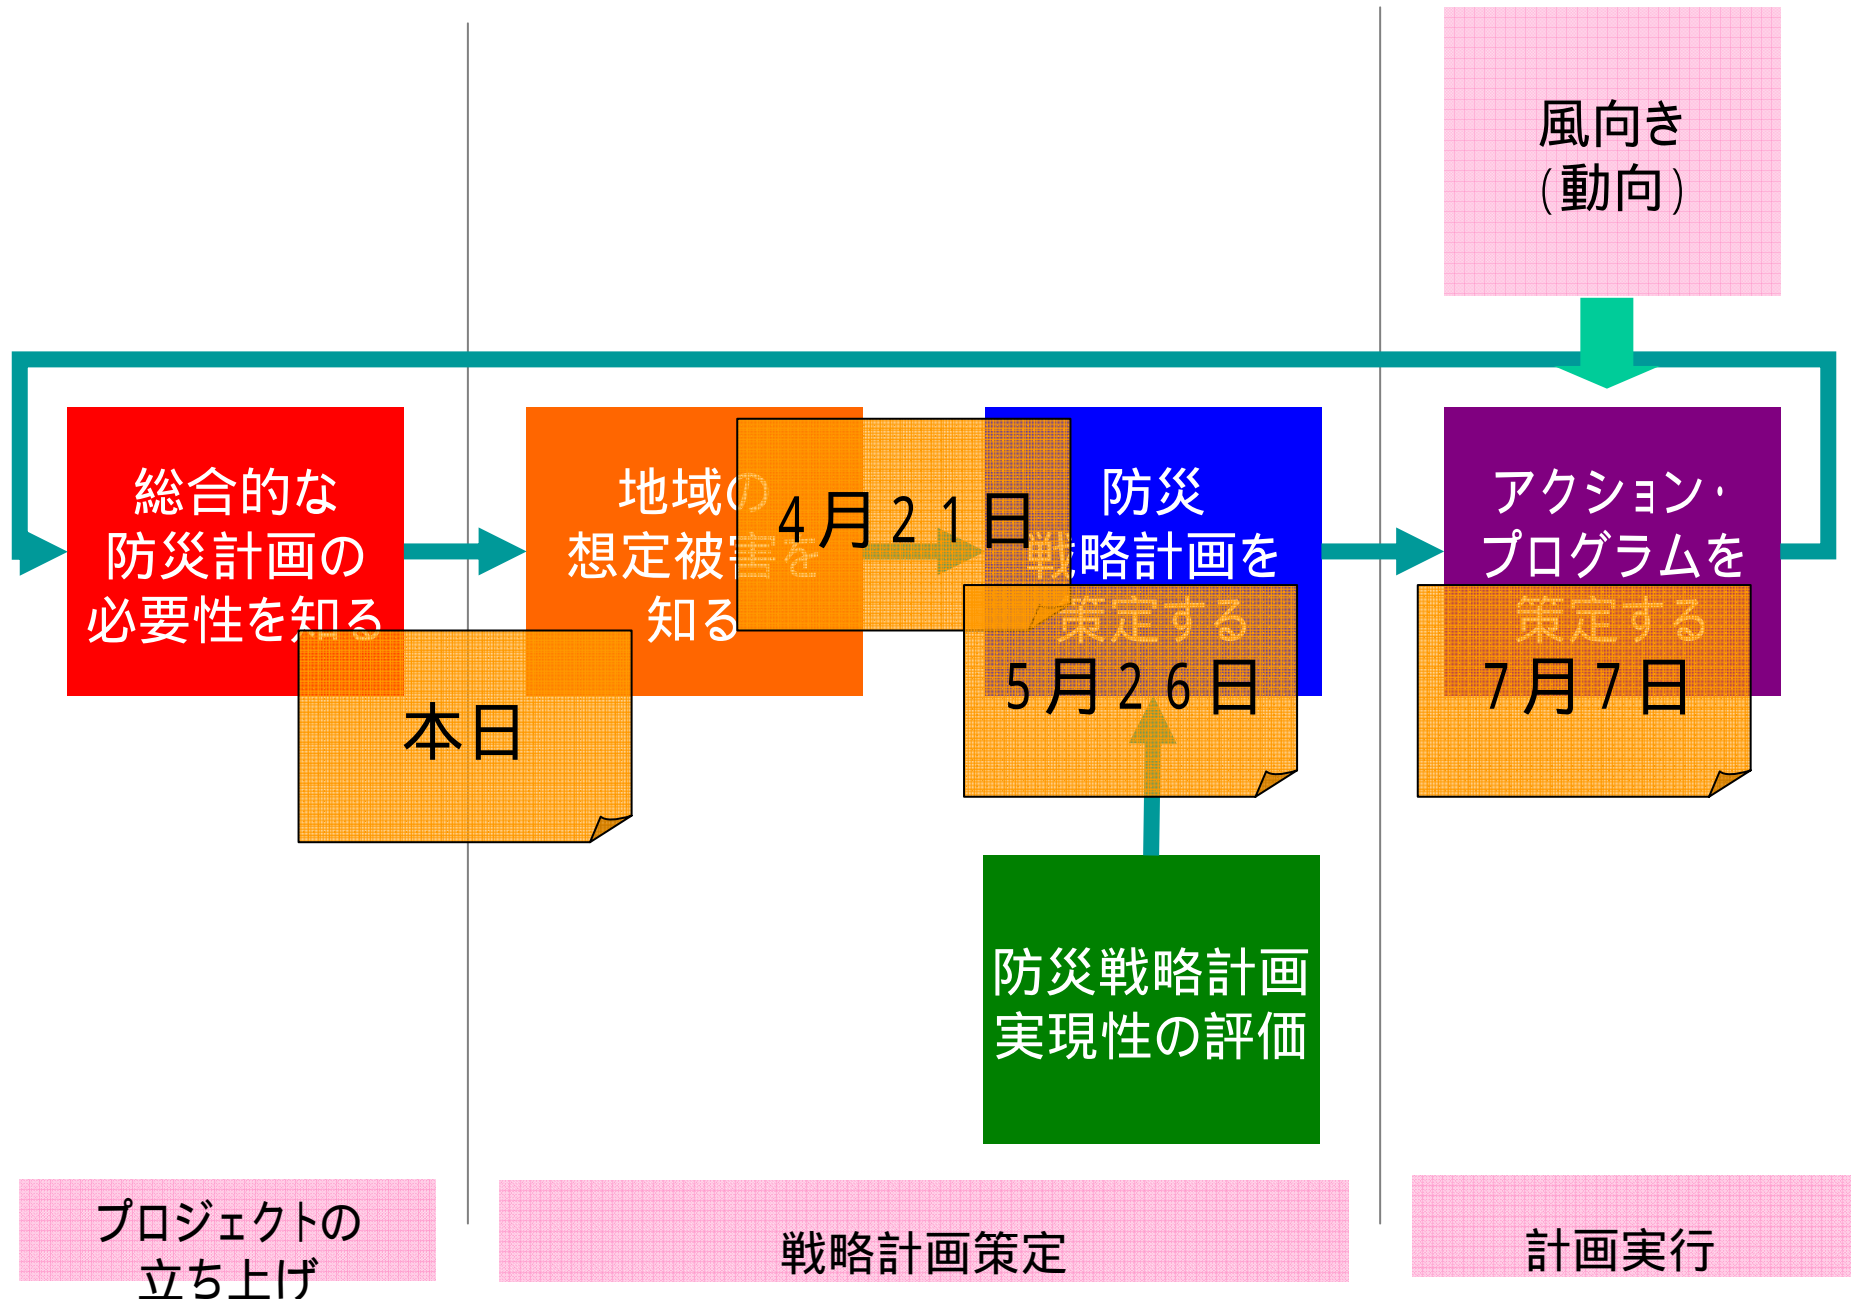 風向き
(動向)
総合的な
防災計画の
必要性を知る
本日
地域の
想定被害を
知る
4月21日
防災
戦略計画を
策定する
5月26日
アクション・
プログラムを
策定する
7月7日
防災戦略計画
実現性の評価
プロジェクトの
立ち上げ
戦略計画策定
計画実行